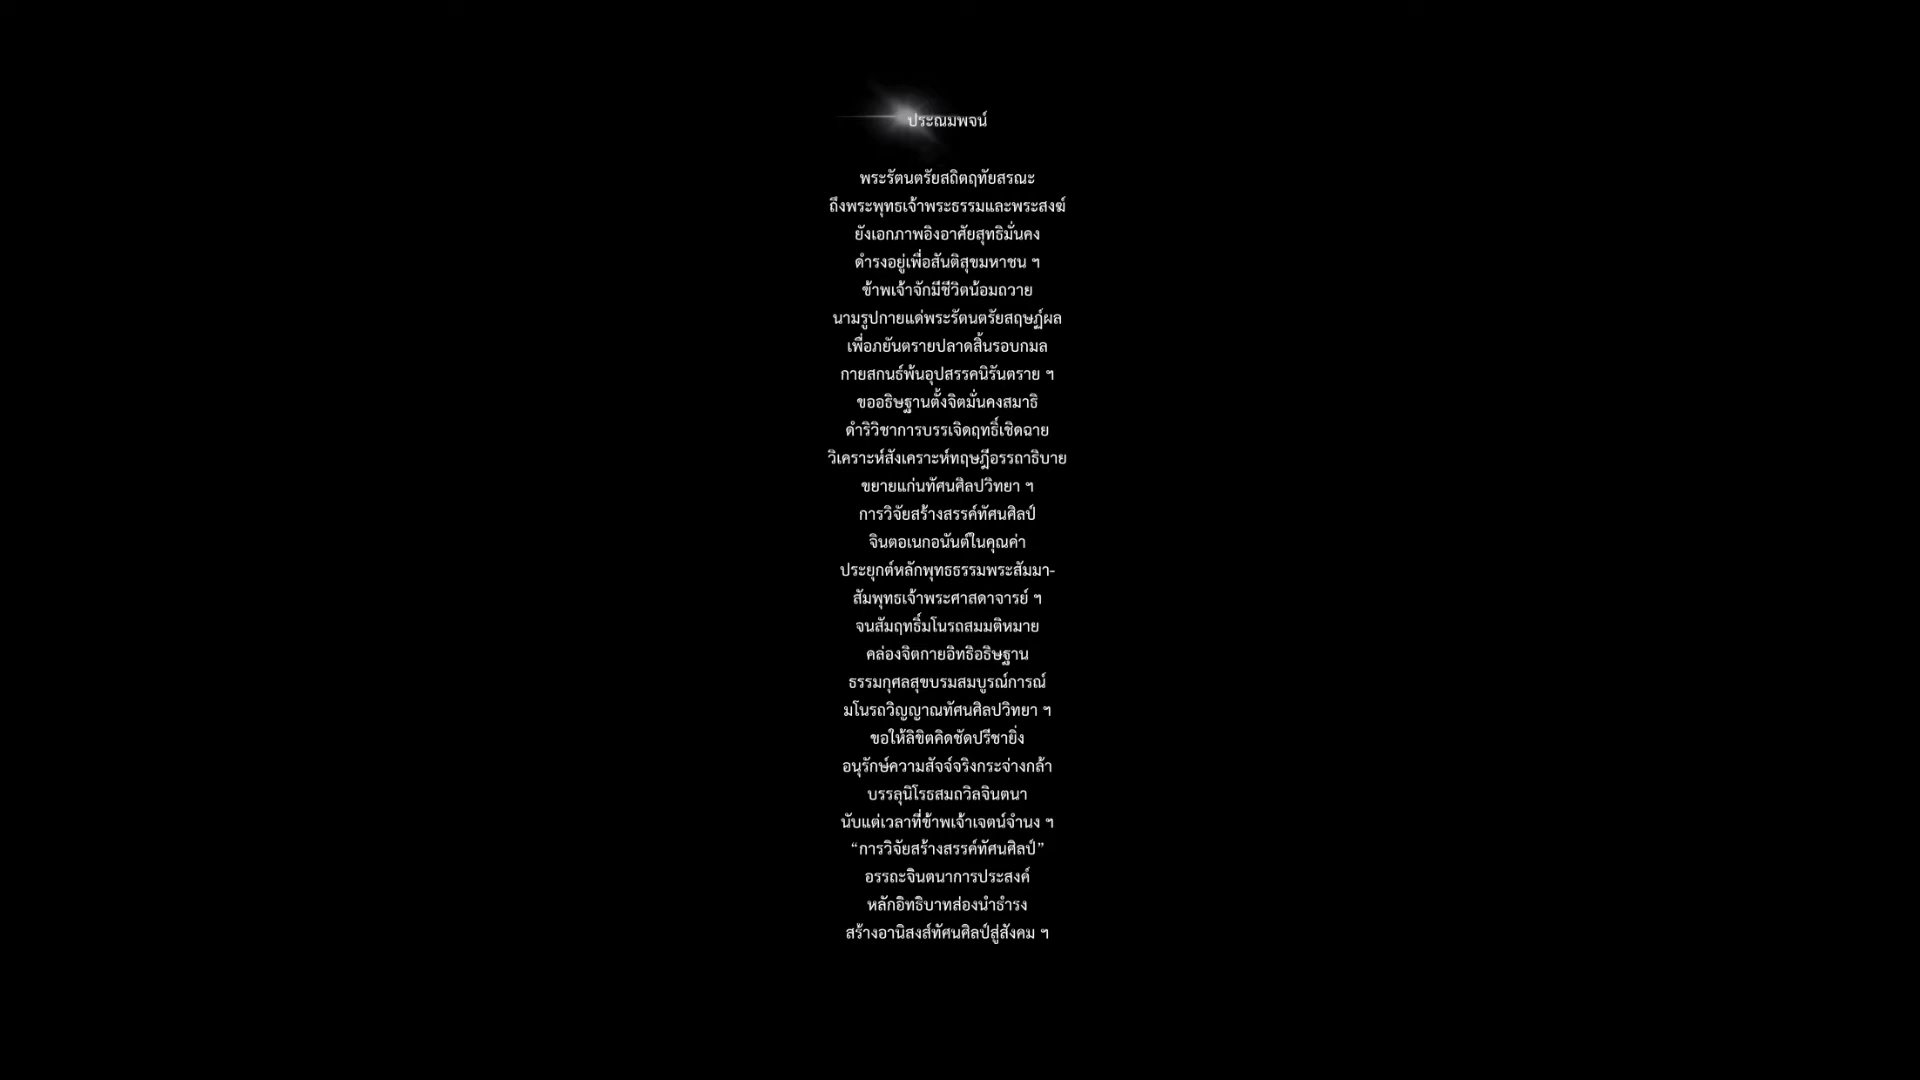 ประณมพจน์
พระรัตนตรัยสถิตฤทัยสรณะ
ถึงพระพุทธเจ้าพระธรรมและพระสงฆ์
ยังเอกภาพอิงอาศัยสุทธิมั่นคง
ดำรงอยู่เพื่อสันติสุขมหาชน ฯ
ข้าพเจ้าจักมีชีวิตน้อมถวาย
นามรูปกายแด่พระรัตนตรัยสฤษฏ์ผล
เพื่อภยันตรายปลาดสิ้นรอบกมล
กายสกนธ์พ้นอุปสรรคนิรันตราย ฯ
ขออธิษฐานตั้งจิตมั่นคงสมาธิ
ดำริวิชาการบรรเจิดฤทธิ์เชิดฉาย
วิเคราะห์สังเคราะห์ทฤษฎีอรรถาธิบาย
ขยายแก่นทัศนศิลปวิทยา ฯ
การวิจัยสร้างสรรค์ทัศนศิลป์
จินตอเนกอนันต์ในคุณค่า
ประยุกต์หลักพุทธธรรมพระสัมมา-
สัมพุทธเจ้าพระศาสดาจารย์ ฯ
จนสัมฤทธิ์มโนรถสมมติหมาย
คล่องจิตกายอิทธิอธิษฐาน
ธรรมกุศลสุขบรมสมบูรณ์การณ์
มโนรถวิญญาณทัศนศิลปวิทยา ฯ
ขอให้ลิขิตคิดชัดปรีชายิ่ง
อนุรักษ์ความสัจจ์จริงกระจ่างกล้า
บรรลุนิโรธสมถวิลจินตนา
นับแต่เวลาที่ข้าพเจ้าเจตน์จำนง ฯ
“การวิจัยสร้างสรรค์ทัศนศิลป์”
อรรถะจินตนาการประสงค์
หลักอิทธิบาทส่องนำธำรง
สร้างอานิสงส์ทัศนศิลป์สู่สังคม ฯ